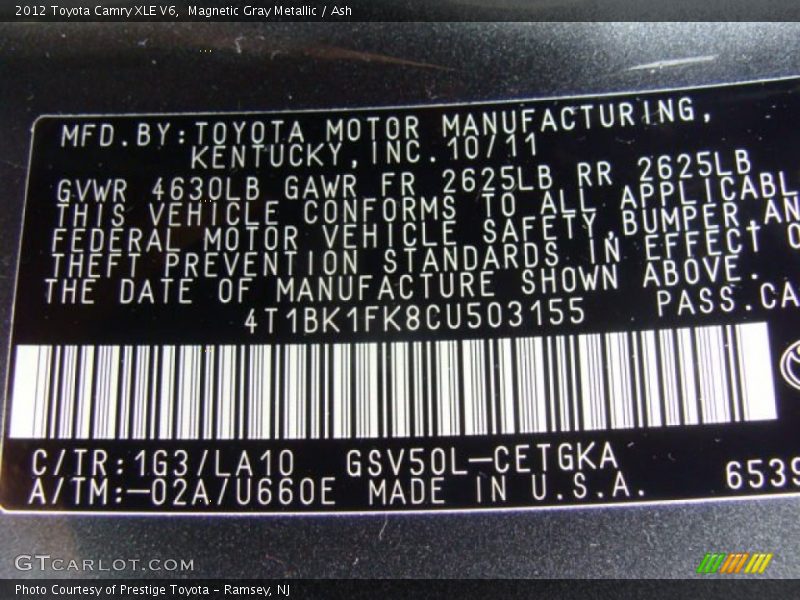 2012 Toyota Camry XLE V6, Magnetic Gray Metallic / Ash
MFD.BY:TOYOTA MOTOR MANUFACTURING,
KENTUCKY,INC.10/11
GVWR 4630LB GAWR FR 2625LB RR 2625LB
THIS VEHICLE CONFORMS TO ALL APPLICABL
FEDERAL MOTOR VEHICLE SAFETY,BUMPER,AN
THEFT PREVENTION STANDARDS IN EFFECT O
THE DATE OF MANUFACTURE SHOWN ABOVE.
4T1BK1FK8CU503155 PASS.CA
C/TR:1G3/LA10 GSV50L-CETGKA
A/TM:-02A/U660E MADE IN U.S.A. 6539
GTCARLOT.COM
Photo Courtesy of Prestige Toyota - Ramsey, NJ